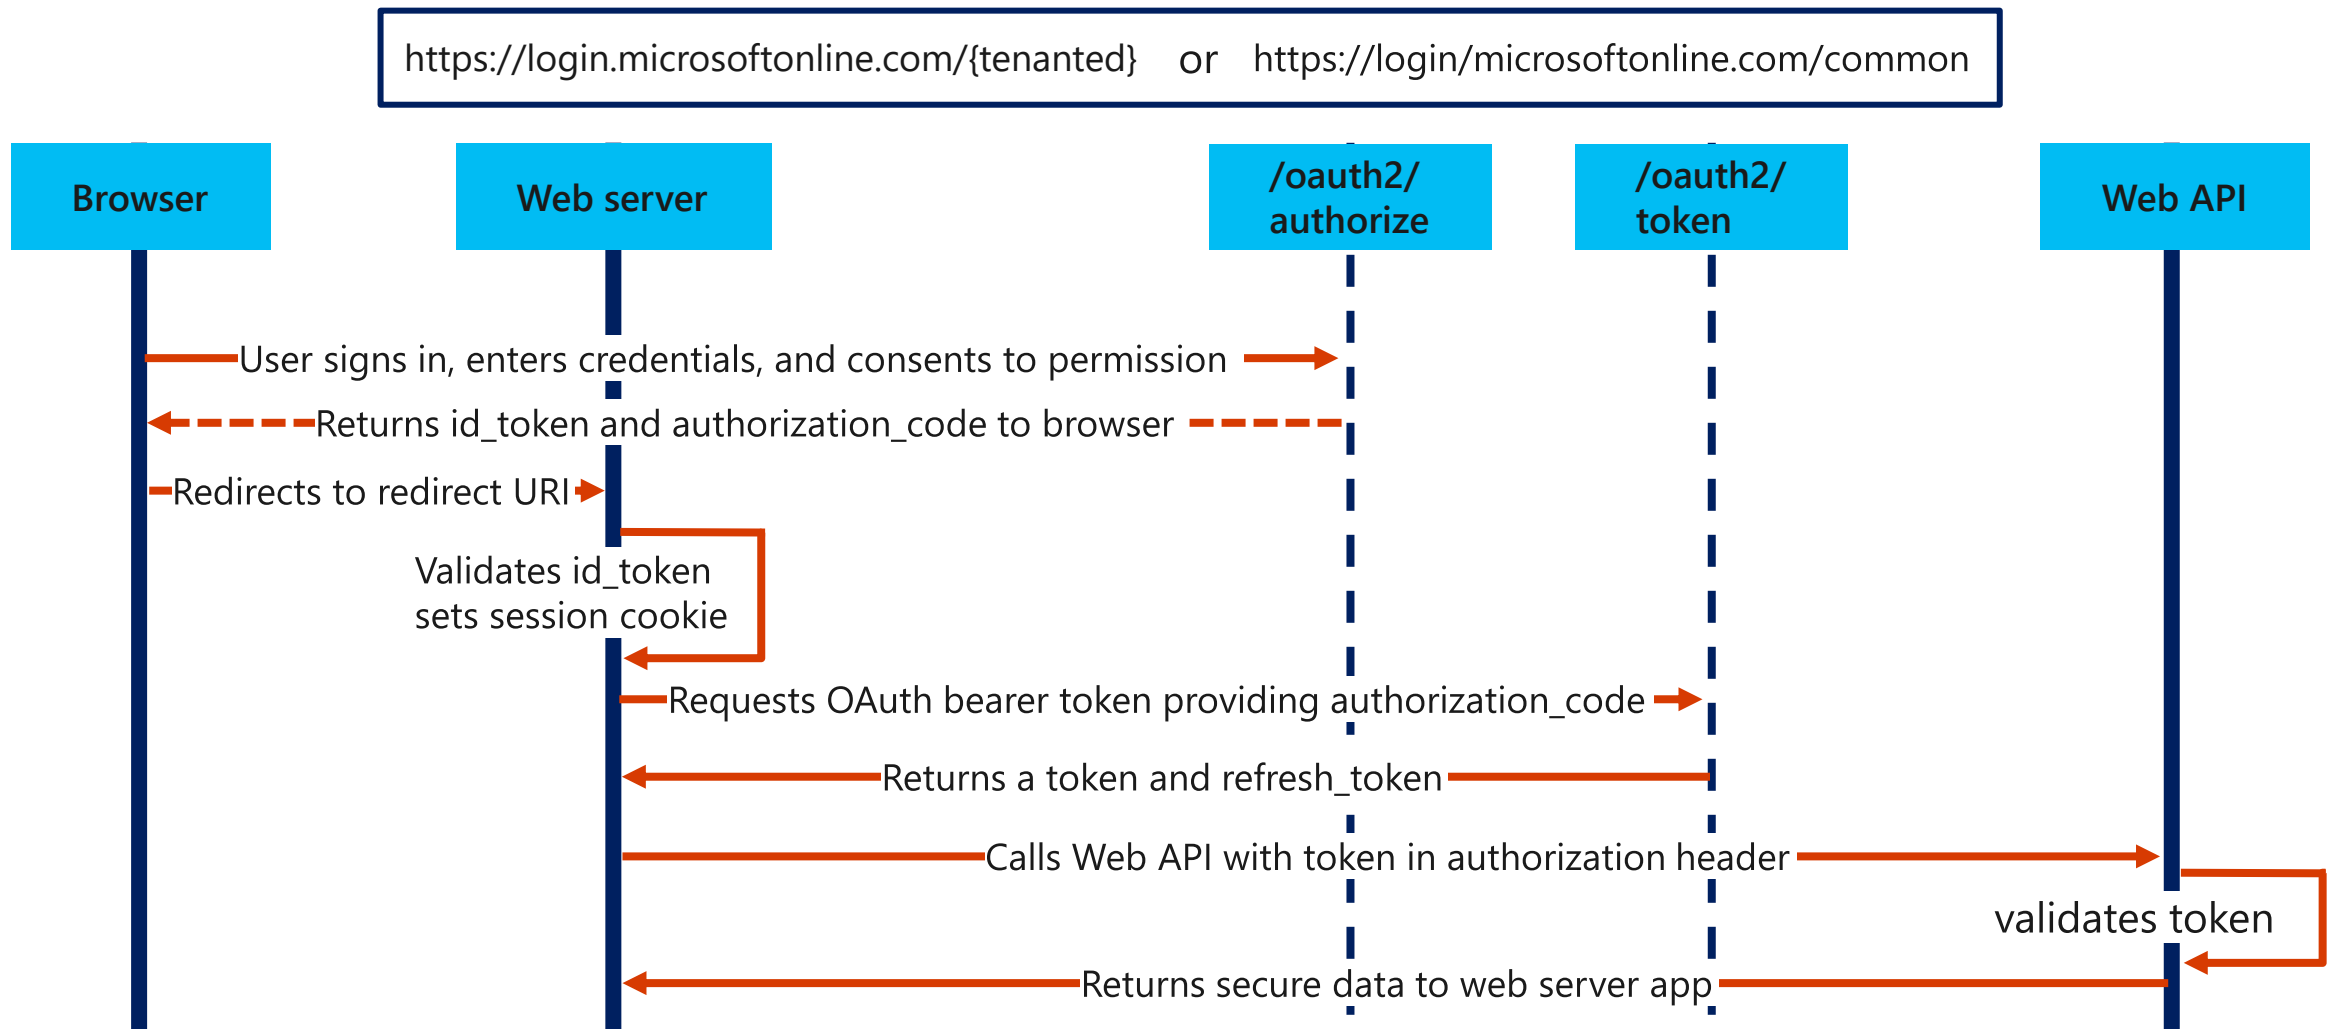 https://login.microsoftonline.com/{tenanted} or https://login/microsoftonline.com/common
Browser
Web server
/oauth2/
authorize
/oauth2/
token
Web API
User signs in, enters credentials, and consents to permission
Returns id_token and authorization_code to browser
Redirects to redirect URI
Validates id_token
sets session cookie
Requests OAuth bearer token providing authorization_code
Returns a token and refresh_token
Calls Web API with token in authorization header
validates token
Returns secure data to web server app